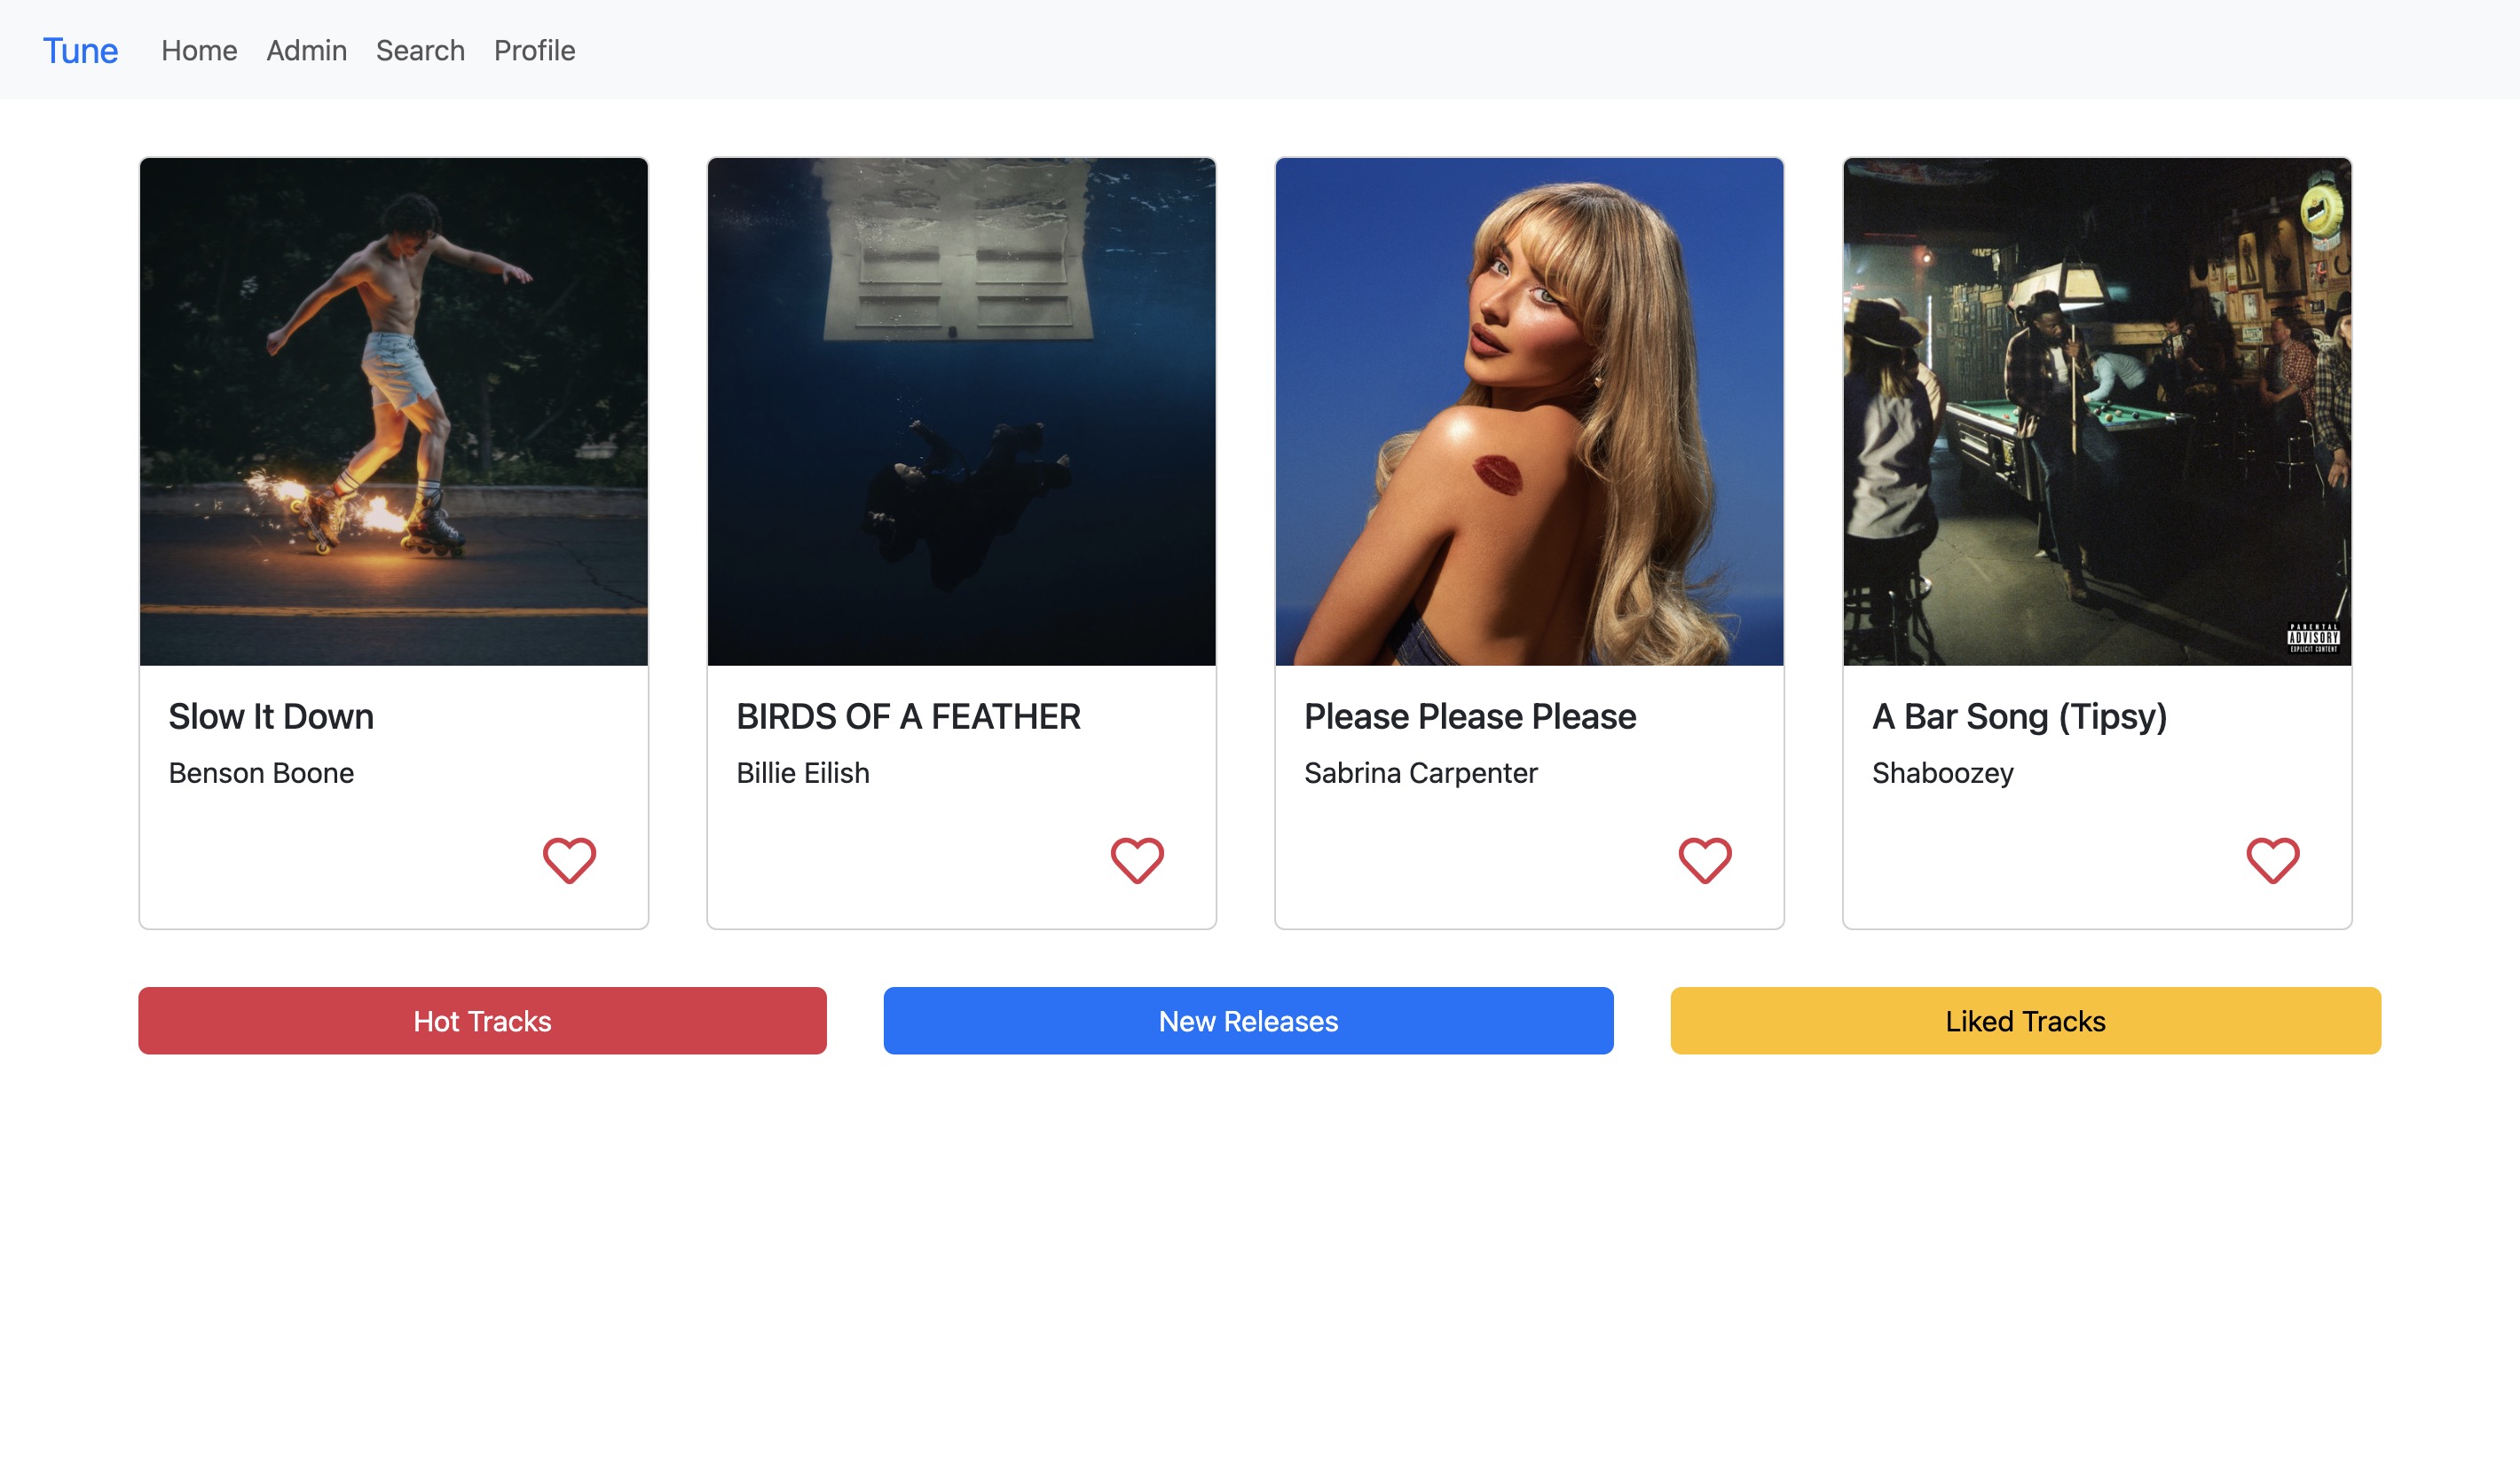 Tune Home Admin Search Profile
PARENTAL
ADVISORY
EXPLICIT CONTENT
Slow It Down
Benson Boone
BIRDS OF A FEATHER
Billie Eilish
Please Please Please
Sabrina Carpenter
A Bar Song (Tipsy)
Shaboozey
Hot Tracks
New Releases
Liked Tracks